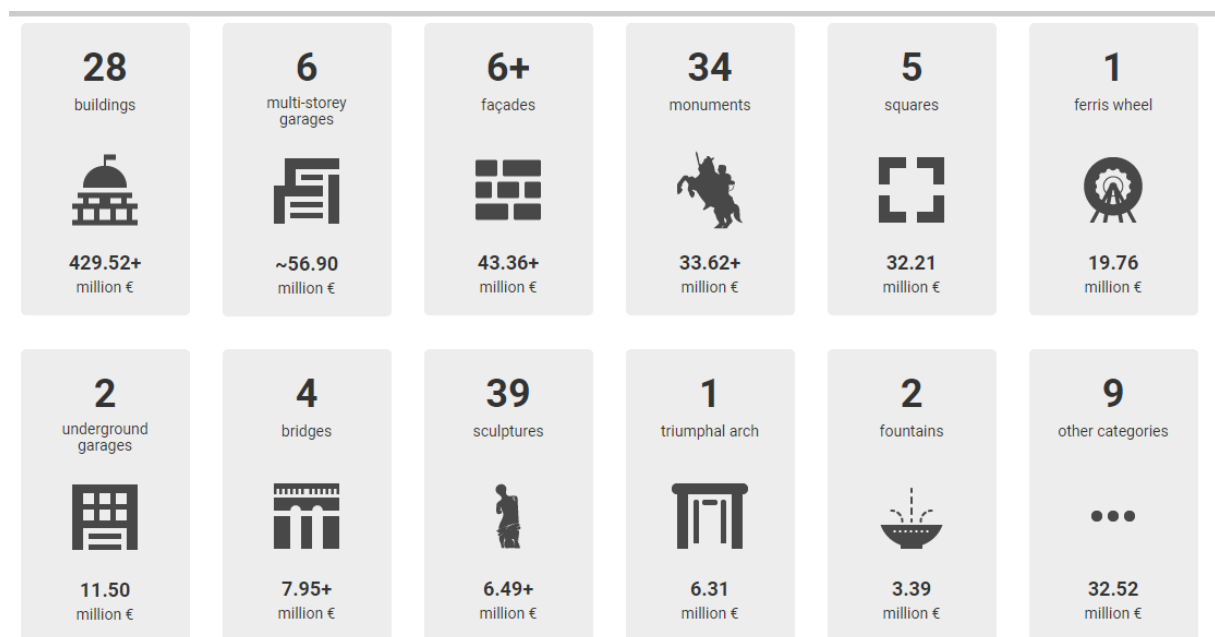 28
buildings
429.52+
million €
6
multi-storey
garages
~56.90
million €
6+
façades
43.36+
million €
34
monuments
33.62+
million €
5
squares
32.21
million €
1
ferris wheel
19.76
million €
2
underground
garages
11.50
million €
4
bridges
7.95+
million €
39
sculptures
6.49+
million €
1
triumphal arch
6.31
million €
2
fountains
3.39
million €
9
other categories
32.52
million €